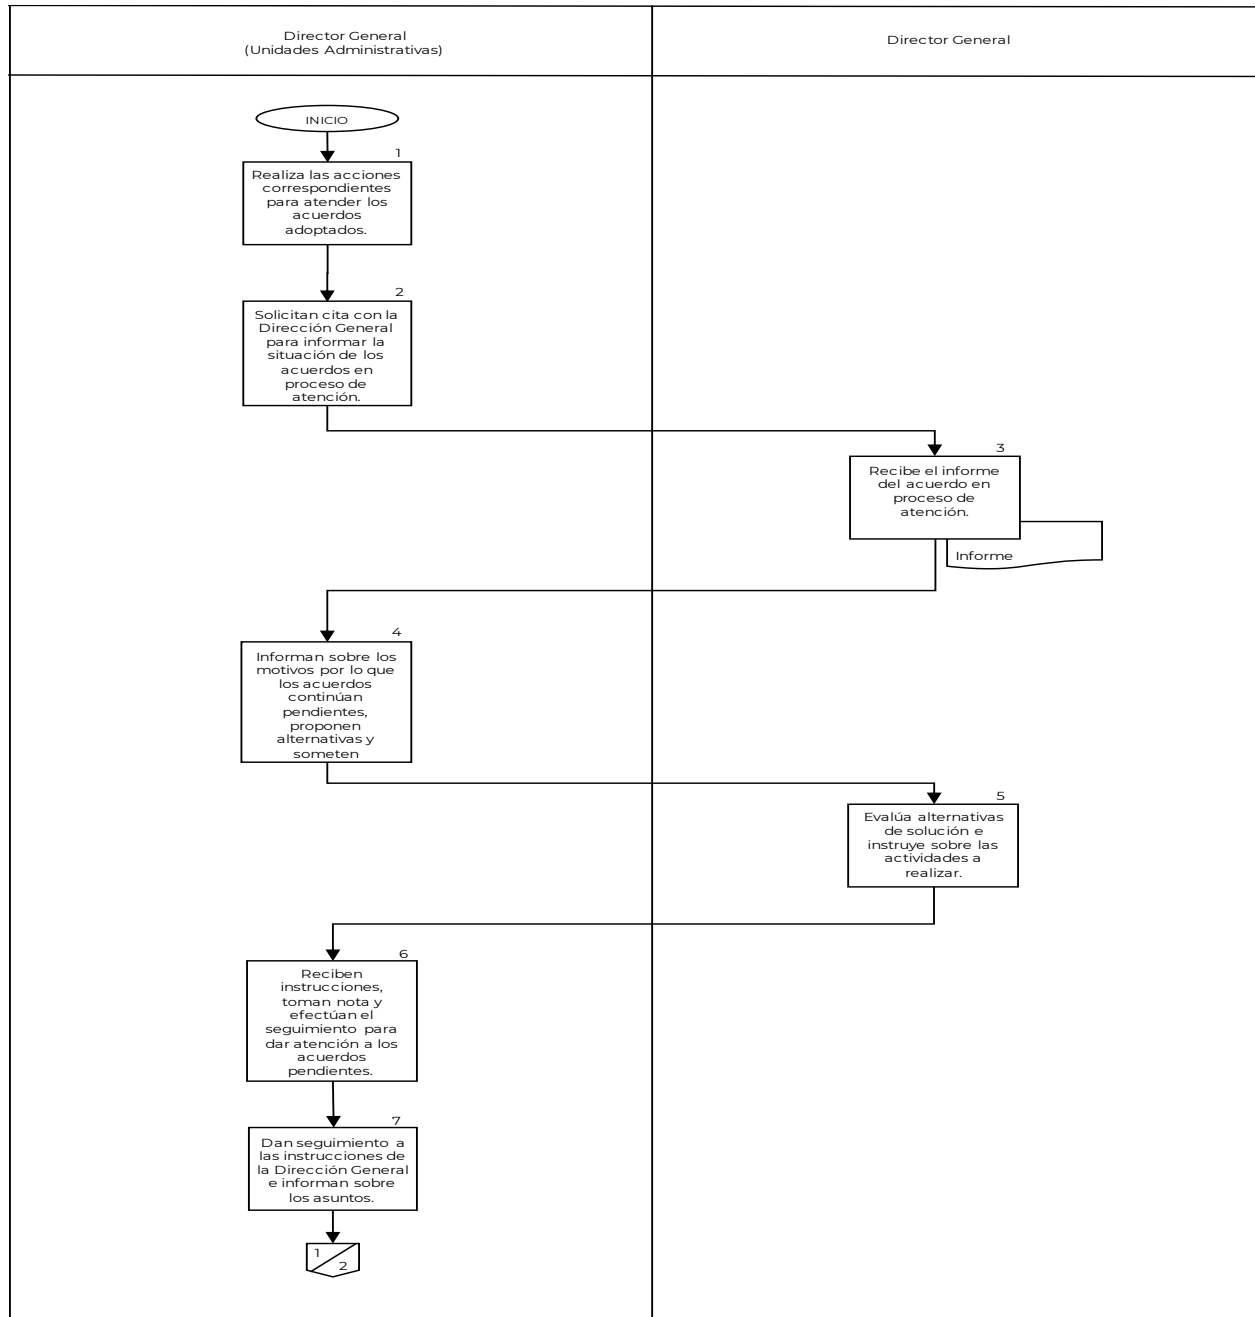 Director General
(Unidades Administrativas)
Director General
INICIO
1
Realiza las acciones
correspondientes
para atender los
acuerdos
adoptados.
2
Solicitan cita con la
Dirección General
para informar la
situación de los
acuerdos en
proceso de
atención.
3
Recibe el informe
del acuerdo en
proceso de
atención.
Informe
4
Informan sobre los
motivos por lo que
los acuerdos
continúan
pendientes,
proponen
alternativas y
someten
5
Evalúa alternativas
de solución e
instruye sobre las
actividades a
realizar.
6
Reciben
instrucciones,
toman nota y
efectúan el
seguimiento para
dar atención a los
acuerdos
pendientes.
7
Dan seguimiento a
las instrucciones de
la Dirección General
e informan sobre
los asuntos.
1
2